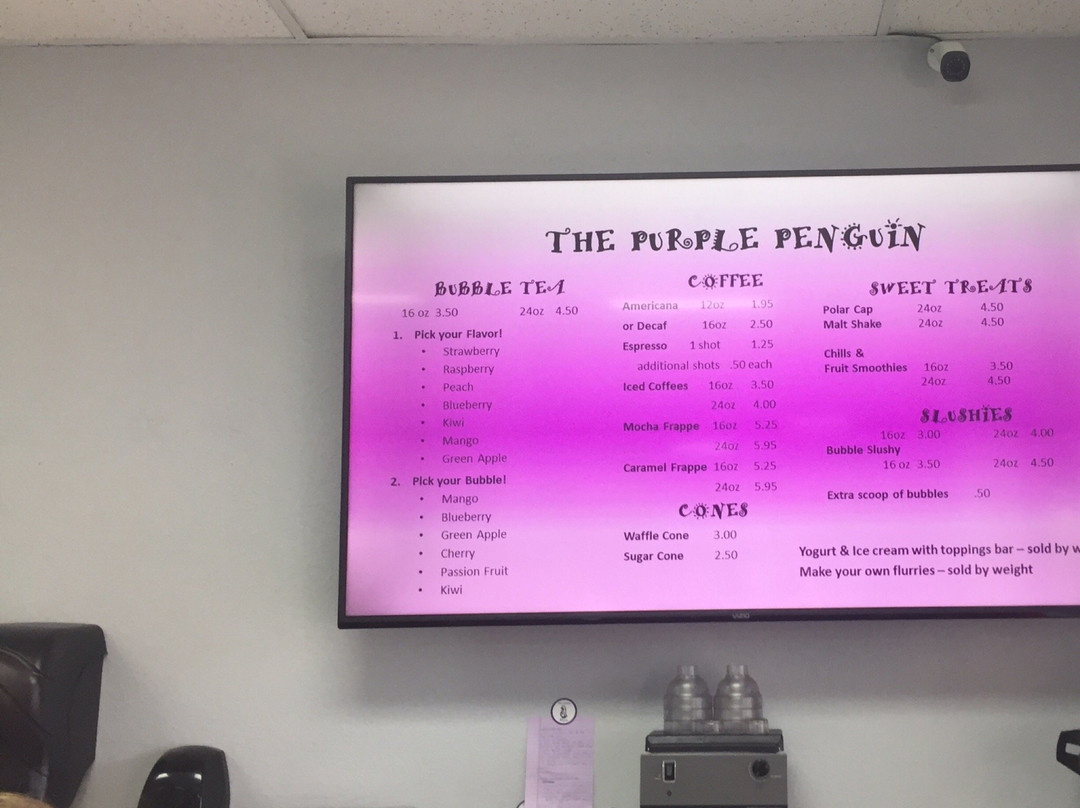 THE PURPLE PENGUIN
BUBBLE TEA
16 oz 3.50 24oz 4.50
1. Pick your Flavor!
• Strawberry
• Raspberry
• Peach
• Blueberry
• Kiwi
• Mango
• Green Apple
2. Pick your Bubble!
• Mango
• Blueberry
• Green Apple
• Cherry
• Passion Fruit
• Kiwi
COFFEE
Americana 12oz 1.95
or Decaf 16oz 2.50
Espresso 1 shot 1.25
additional shots .50 each
Iced Coffees 16oz 3.50
24oz 4.00
Mocha Frappe 16oz 5.25
24oz 5.95
Caramel Frappe 16oz 5.25
24oz 5.95
CONES
Waffle Cone 3.00
Sugar Cone 2.50
SWEET TREATS
Polar Cap 24oz 4.50
Malt Shake 24oz 4.50
Chills &
Fruit Smoothies 16oz 3.50
24oz 4.50
SLUSHIES
16oz 3.00 24oz 4.00
Bubble Slushy
16 oz 3.50 24oz 4.50
Extra scoop of bubbles .50
Yogurt & Ice cream with toppings bar – sold by w
Make your own flurries – sold by weight
VIZIO